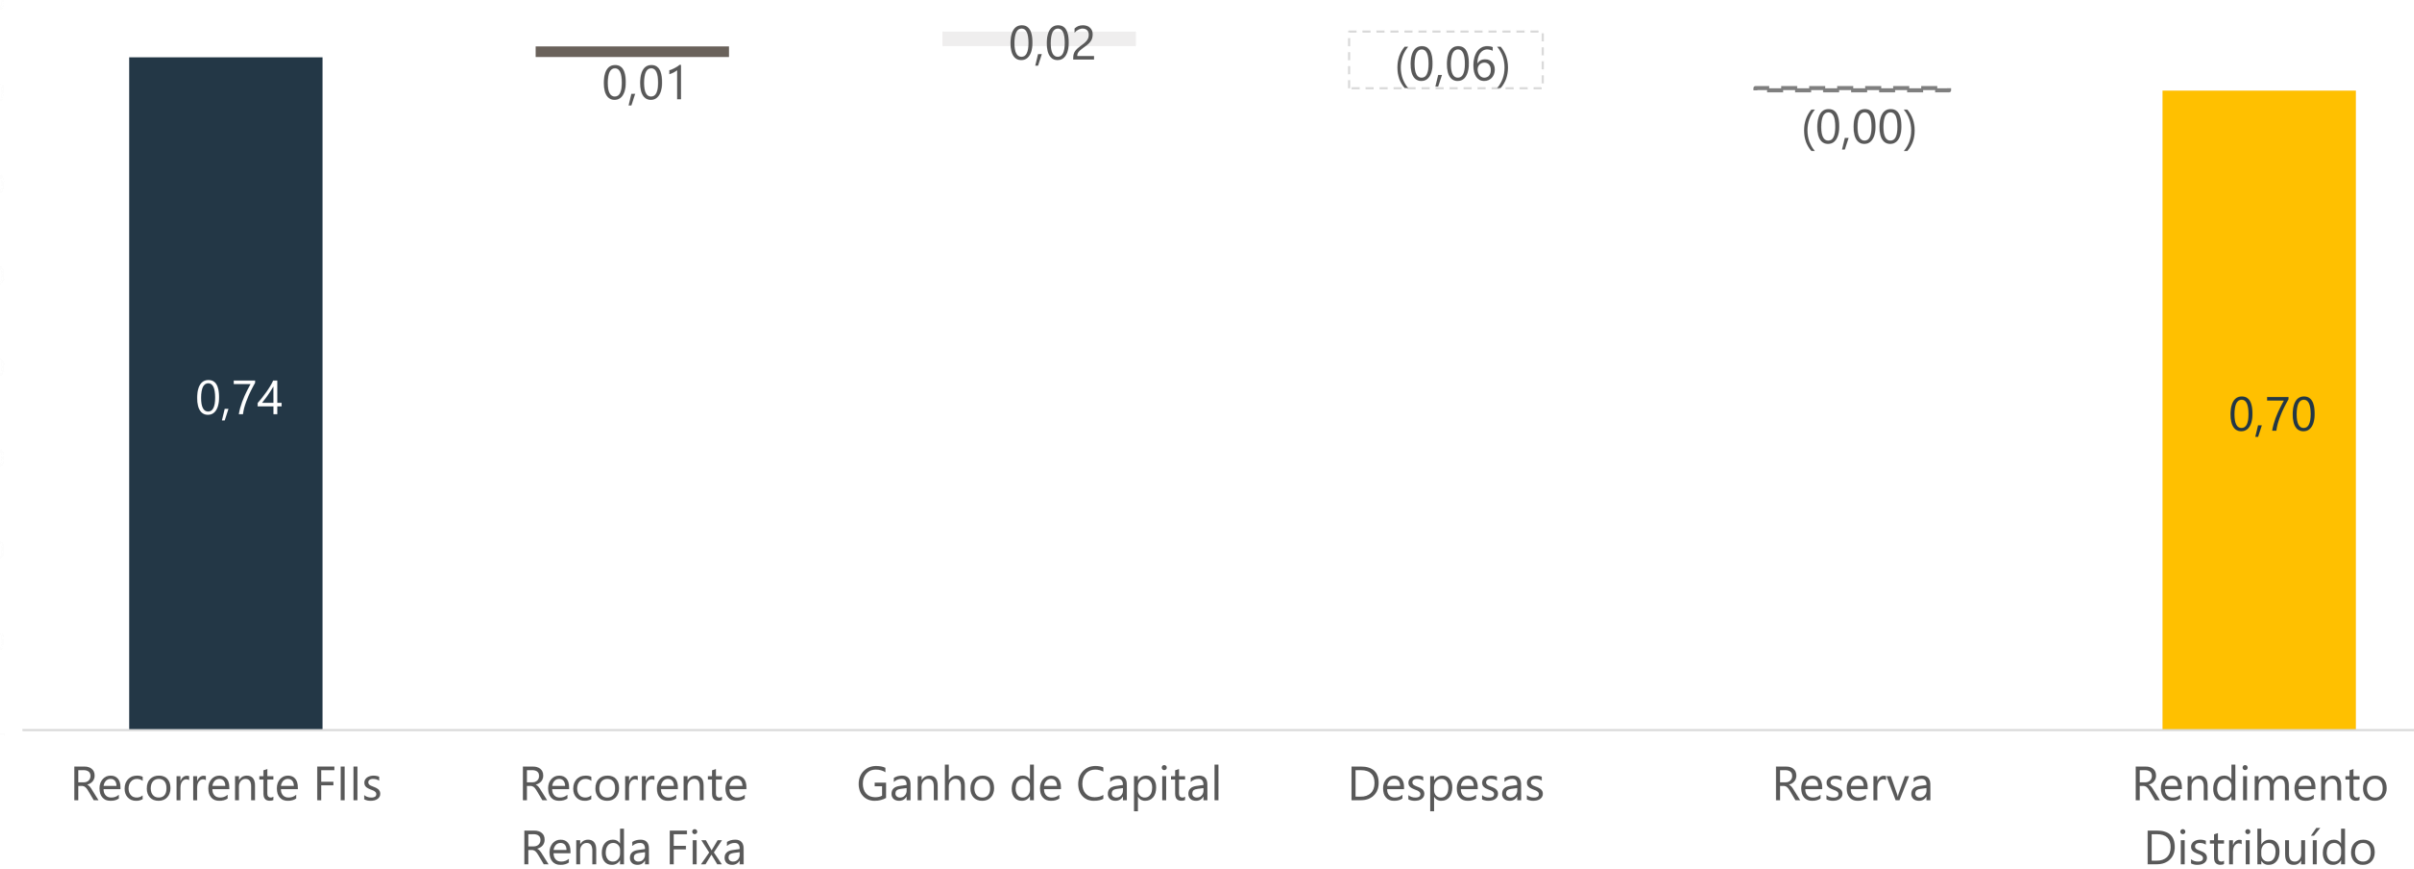 0,74
0,01
0,02
(0,06)
(0,00)
0,70
Recorrente FIIs
Recorrente
Renda Fixa
Ganho de Capital
Despesas
Reserva
Rendimento
Distribuído